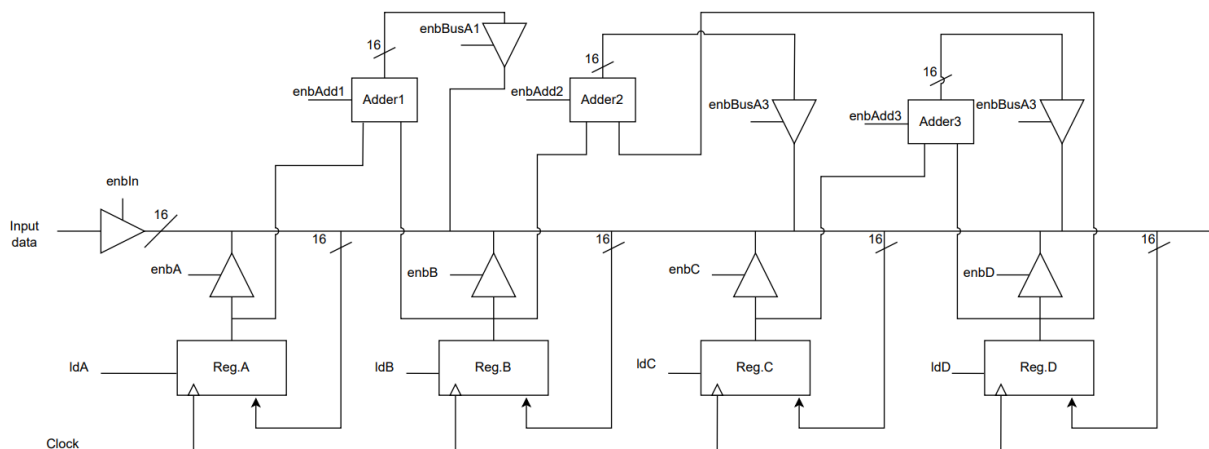 enbBusA1
16
enbAdd1
Adder1
enbBusA3
16
enbAdd2
Adder2
16
enbBusA3
enbAdd3
Adder3
enbIn
16
Input
data
16
16
16
16
enbA
enbB
enbC
enbD
ldA
Reg.A
ldB
Reg.B
ldC
Reg.C
ldD
Reg.D
Clock